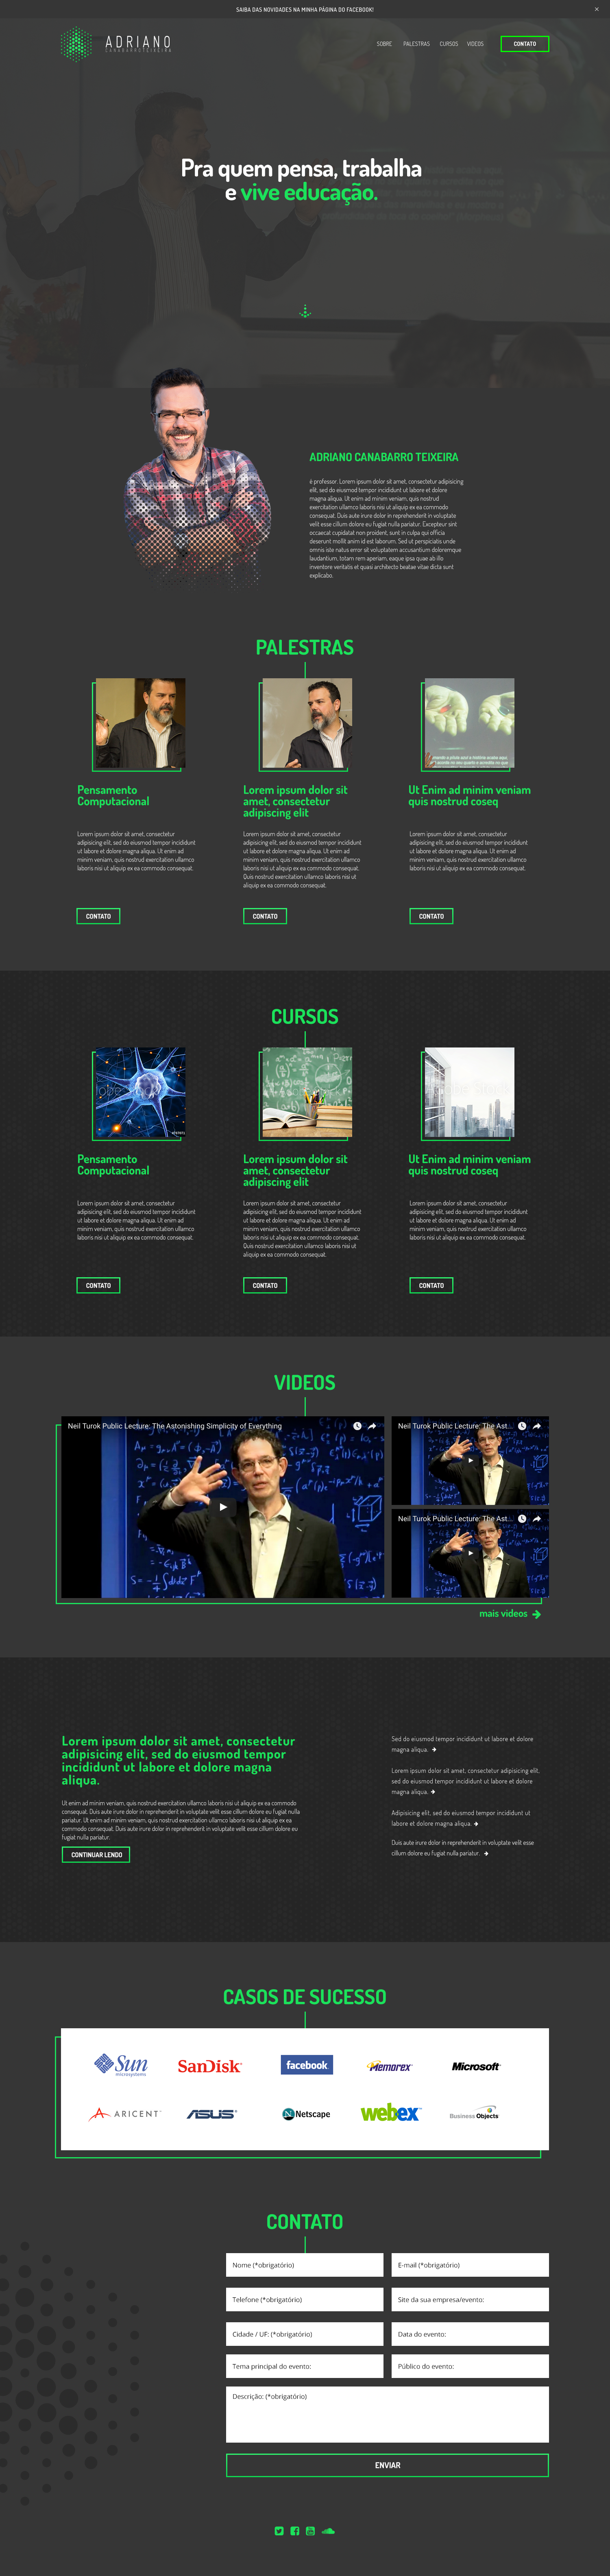 SAIBA DAS NOVIDADES NA MINHA PÁGINA DO FACEBOOK!
ADRIANO
CANABARROTEIXEIRA
SOBRE PALESTRAS CURSOS VIDEOS CONTATO
Pra quem pensa, trabalha
e vive educação.
ADRIANO CANABARRO TEIXEIRA
é professor. Lorem ipsum dolor sit amet, consectetur adipisicing
elit, sed do eiusmod tempor incididunt ut labore et dolore
magna aliqua. Ut enim ad minim veniam, quis nostrud
exercitation ullamco laboris nisi ut aliquip ex ea commodo
consequat. Duis aute irure dolor in reprehenderit in voluptate
velit esse cillum dolore eu fugiat nulla pariatur. Excepteur sint
occaecat cupidatat non proident, sunt in culpa qui officia
deserunt mollit anim id est laborum. Sed ut perspiciatis unde
omnis iste natus error sit voluptatem accusantium doloremque
laudantium, totam rem aperiam, eaque ipsa quae ab illo
inventore veritatis et quasi architecto beatae vitae dicta sunt
explicabo.
PALESTRAS
Pensamento
Computacional
Lorem ipsum dolor sit amet, consectetur
adipisicing elit, sed do eiusmod tempor incididunt
ut labore et dolore magna aliqua. Ut enim ad
minim veniam, quis nostrud exercitation ullamco
laboris nisi ut aliquip ex ea commodo consequat.
CONTATO
Lorem ipsum dolor sit
amet, consectetur
adipiscing elit
Lorem ipsum dolor sit amet, consectetur
adipisicing elit, sed do eiusmod tempor incididunt
ut labore et dolore magna aliqua. Ut enim ad
minim veniam, quis nostrud exercitation ullamco
laboris nisi ut aliquip ex ea commodo consequat.
Quis nostrud exercitation ullamco laboris nisi ut
aliquip ex ea commodo consequat.
CONTATO
Ut Enim ad minim veniam
quis nostrud coseq
Lorem ipsum dolor sit amet, consectetur
adipisicing elit, sed do eiusmod tempor incididunt
ut labore et dolore magna aliqua. Ut enim ad
minim veniam, quis nostrud exercitation ullamco
laboris nisi ut aliquip ex ea commodo consequat.
CONTATO
CURSOS
Pensamento
Computacional
Lorem ipsum dolor sit amet, consectetur
adipisicing elit, sed do eiusmod tempor incididunt
ut labore et dolore magna aliqua. Ut enim ad
minim veniam, quis nostrud exercitation ullamco
laboris nisi ut aliquip ex ea commodo consequat.
CONTATO
Lorem ipsum dolor sit
amet, consectetur
adipiscing elit
Lorem ipsum dolor sit amet, consectetur
adipisicing elit, sed do eiusmod tempor incididunt
ut labore et dolore magna aliqua. Ut enim ad
minim veniam, quis nostrud exercitation ullamco
laboris nisi ut aliquip ex ea commodo consequat.
Quis nostrud exercitation ullamco laboris nisi ut
aliquip ex ea commodo consequat.
CONTATO
Ut Enim ad minim veniam
quis nostrud coseq
Lorem ipsum dolor sit amet, consectetur
adipisicing elit, sed do eiusmod tempor incididunt
ut labore et dolore magna aliqua. Ut enim ad
minim veniam, quis nostrud exercitation ullamco
laboris nisi ut aliquip ex ea commodo consequat.
CONTATO
VIDEOS
Neil Turok Public Lecture: The Astonishing Simplicity of Everything
Neil Turok Public Lecture: The Ast...
Neil Turok Public Lecture: The Ast...
mais videos
Lorem ipsum dolor sit amet, consectetur
adipisicing elit, sed do eiusmod tempor
incididunt ut labore et dolore magna
aliqua.
Ut enim ad minim veniam, quis nostrud exercitation ullamco laboris nisi ut aliquip ex ea commodo
consequat. Duis aute irure dolor in reprehenderit in voluptate velit esse cillum dolore eu fugiat nulla
pariatur. Ut enim ad minim veniam, quis nostrud exercitation ullamco laboris nisi ut aliquip ex ea
commodo consequat. Duis aute irure dolor in reprehenderit in voluptate velit esse cillum dolore eu
fugiat nulla pariatur.
CONTINUAR LENDO
Sed do eiusmod tempor incididunt ut labore et dolore
magna aliqua.
Lorem ipsum dolor sit amet, consectetur adipisicing elit,
sed do eiusmod tempor incididunt ut labore et dolore
magna aliqua.
Adipisicing elit, sed do eiusmod tempor incididunt ut
labore et dolore magna aliqua.
Duis aute irure dolor in reprehenderit in voluptate velit esse
cillum dolore eu fugiat nulla pariatur.
CASOS DE SUCESSO
Sun
microsystems
SanDisk
facebook
Memorex
Microsoft
ARICENT
ASUS
Netscape
webex
Business Objects
CONTATO
Nome (*obrigatório)
E-mail (*obrigatório)
Telefone (*obrigatório)
Site da sua empresa/evento:
Cidade / UF: (*obrigatório)
Data do evento:
Tema principal do evento:
Público do evento:
Descrição: (*obrigatório)
ENVIAR